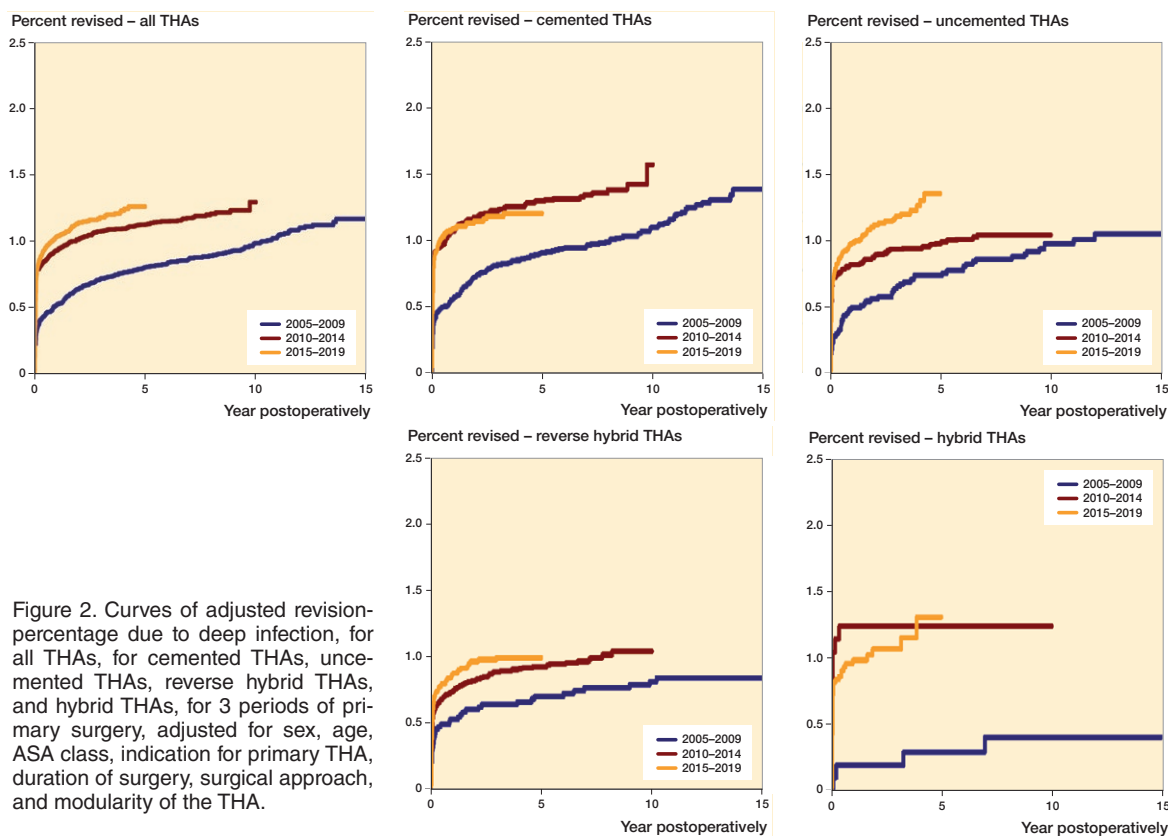 Percent revised – all THAs
2.5
2.0
1.5
1.0
0.5
0
2005–2009
2010–2014
2015–2019
0 5 10 15
Year postoperatively
Percent revised – cemented THAs
2.5
2.0
1.5
1.0
0.5
0
2005–2009
2010–2014
2015–2019
0 5 10 15
Year postoperatively
Percent revised – uncemented THAs
2.5
2.0
1.5
1.0
0.5
0
2005–2009
2010–2014
2015–2019
0 5 10 15
Year postoperatively
Percent revised – reverse hybrid THAs
2.5
2.0
1.5
1.0
0.5
0
2005–2009
2010–2014
2015–2019
0 5 10 15
Year postoperatively
Percent revised – hybrid THAs
2.5
2.0
1.5
1.0
0.5
0
2005–2009
2010–2014
2015–2019
0 5 10 15
Year postoperatively
Figure 2. Curves of adjusted revision-
percentage due to deep infection, for
all THAs, for cemented THAs, unce-
mented THAs, reverse hybrid THAs,
and hybrid THAs, for 3 periods of pri-
mary surgery, adjusted for sex, age,
ASA class, indication for primary THA,
duration of surgery, surgical approach,
and modularity of the THA.